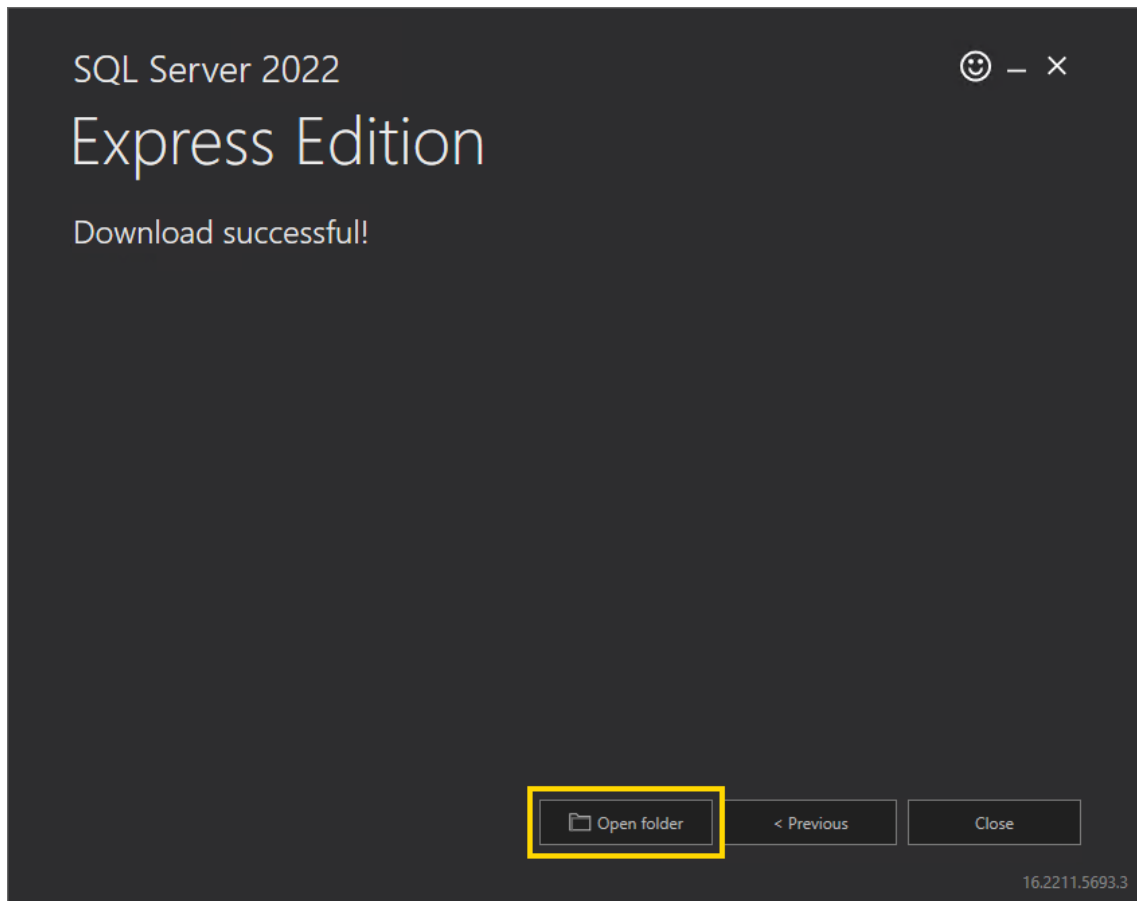 SQL Server 2022
Express Edition
Download successful!
Open folder
< Previous
Close
16.2211.5693.3